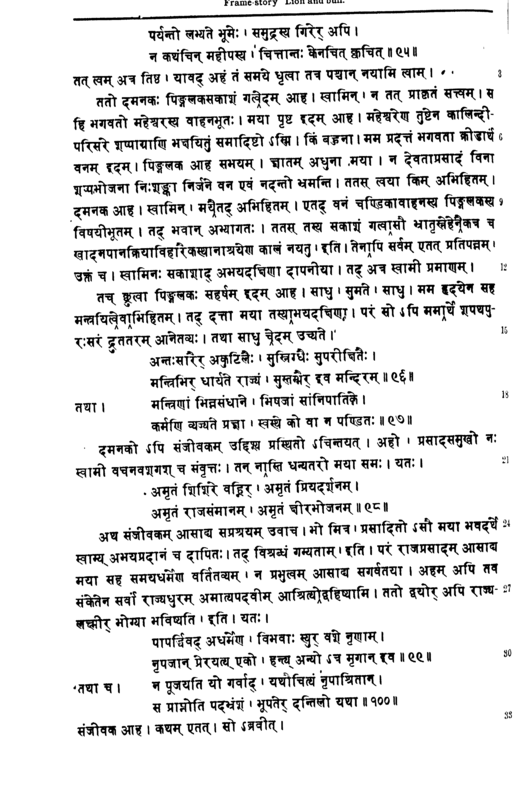 Frame-story Lion and bull.
पर्यन्तो लभ्यते भूमेः । समुद्रस्य गिरेर् अपि ।
न कथंचिन् महीपस्य । चित्तान्तः केनचित् क्वचित् ॥ ९५॥
तत् त्वम् अत्र तिष्ठ । यावद् अहं तं समये धृत्वा तत्र पश्चान् नयामि त्वाम् । 3
ततो दमनकः पिङ्गलकसकाशं गत्वेदम् आह । स्वामिन् । न तत् प्राकृतं सत्त्वम् । स
हि भगवतो महेश्वरस्य वाहनभूतः । मया पृष्ट इदम् आह । महेश्वरेण तुष्टेन कालिन्दी-
परिसरे शष्पाग्राणि भक्षयितुं समादिष्टो ऽस्मि । किं बहुना । मम प्रदत्तं भगवता क्रीडार्थं 6
वनम् इदम् । पिङ्गलक आह सभयम् । ज्ञातम् अधुना मया । न देवताप्रसादं विना
शष्पभोजना निःशङ्का निर्जने वन एवं नदन्तो भ्रमन्ति । ततस् त्वया किम् अभिहितम् ।
दमनक आह । स्वामिन् । मयैतद् अभिहितम् । एतद् वनं चण्डिकावाहनस्य पिङ्गलकस्य 9
विषयीभूतम् । तद् भवान् अभ्यागतः । ततस् तस्य सकाशं गत्वासौ भ्रातृस्नेहेनैकत्र च
खादनपानक्रियाविहारैकस्थानाश्रयेण कालं नयतु । इति । तेनापि सर्वम् एतत् प्रतिपन्नम् ।
उक्तं च । स्वामिनः सकाशाद् अभयदक्षिणा दापनीया । तद् अत्र स्वामी प्रमाणम् । 12
तच् छ्रुत्वा पिङ्गलकः सहर्षम् इदम् आह । साधु । सुमते । साधु । मम हृदयेन सह
मन्त्रयित्वेवाभिहितम् । तद् दत्ता मया तस्याभयदक्षिणा । परं सो ऽपि ममार्थे शपथपु-
रःसरं द्रुततरम् आनेतव्यः । तथा साधु चेदम् उच्यते । 15
अन्तःसारैर् अकुटिलैः । सुस्निग्धैः सुपरीचितैः ।
मन्त्रिभिर् धार्यते राज्यं । सुस्तम्भैर् इव मन्दिरम् ॥ ९६॥
तथा । मन्त्रिणां भिन्नसंधाने । भिषजां सांनिपातिके । 18
कर्मणि व्यज्यते प्रज्ञा । स्वस्थे को वा न पण्डितः ॥ ९७॥
दमनको ऽपि संजीवकम् उद्दिश्य प्रस्थितो ऽचिन्तयत् । अहो । प्रसादसमुखो नः
स्वामी वचनवशगश् च संवृत्तः । तन् नास्ति धन्यतरो मया समः । यतः । 21
अमृतं शिशिरे वह्निर् । अमृतं प्रियदर्शनम् ।
अमृतं राजसंमानम् । अमृतं क्षीरभोजनम् ॥ ९८॥
अथ संजीवकम् आसाद्य सप्रश्रयम् उवाच । भो मित्र । प्रसादितो ऽसौ मया भवदर्थे 24
स्वाम्य् अभयप्रदानं च दापितः । तद् विश्रब्धं गम्यताम् । इति । परं राजप्रसादम् आसाद्य
मया सह समयधर्मेण वर्तितव्यम् । न प्रभुत्वम् आसाद्य सगर्वतया । अहम् अपि तव
संकेतेन सर्वां राज्यधुरम् अमात्यपदवीम् आश्रित्योद्वहिष्यामि । ततो द्वयोर् अपि राज्य- 27
लक्ष्मीर् भोग्या भविष्यति । इति । यतः ।
पापर्द्धिवद् अधर्मेण । विभवाः स्युर् वशे नृणाम् ।
नृपजान् प्रेरयत्य् एको । हन्त्य् अन्यो ऽत्र मृगान् इव ॥ ९९॥ 30
तथा च । न पूजयति यो गर्वाद् । यथौचित्यं नृपाश्रितान् ।
स प्राप्नोति पदभ्रंशं । भूपतेर् दन्तिलो यथा ॥ १००॥
संजीवक आह । कथम् एतत् । सो ऽब्रवीत् । 33